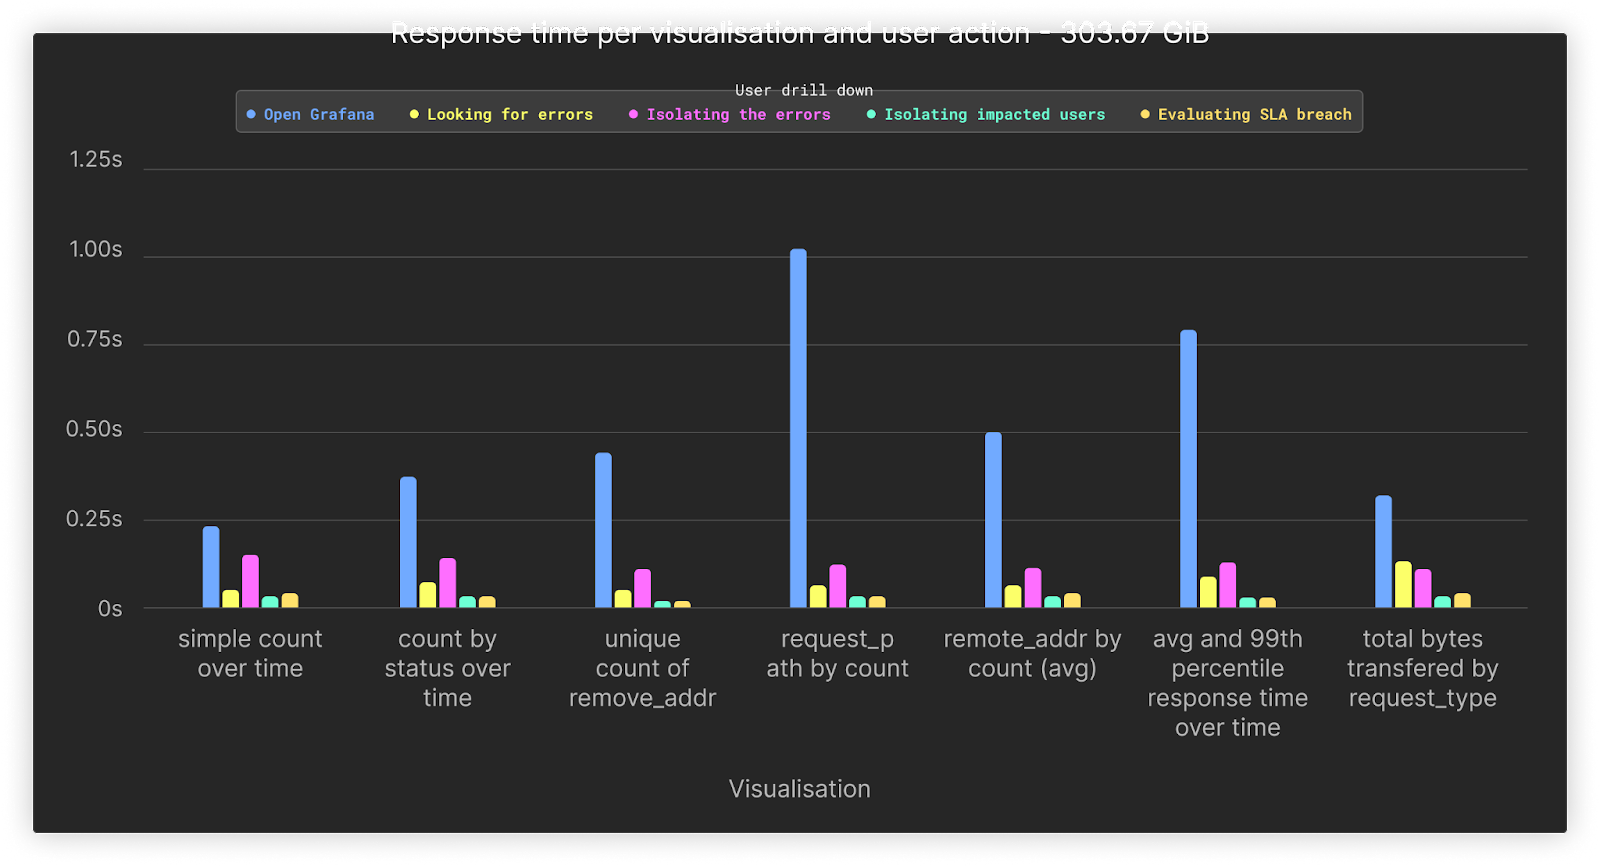 Response time per visualisation and user action - 303.67 GiB
User drill down
Open Grafana Looking for errors Isolating the errors Isolating impacted users Evaluating SLA breach
1.25s
1.00s
0.75s
0.50s
0.25s
0s
simple count
over time
count by
status over
time
unique
count of
remove_addr
request_p
ath by count
remote_addr by
count (avg)
avg and 99th
percentile
response time
over time
total bytes
transfered by
request_type
Visualisation